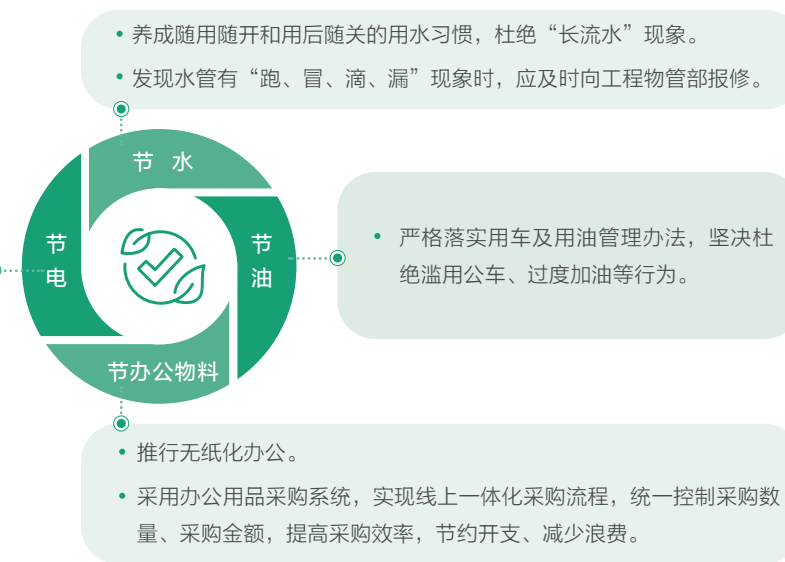 • 养成随用随开和用后随关的用水习惯，杜绝“长流水”现象。
• 发现水管有“跑、冒、滴、漏”现象时，应及时向工程物管部报修。
节 水
节
电
节
油
• 严格落实用车及用油管理办法，坚决杜
绝滥用公车、过度加油等行为。
节办公物料
• 推行无纸化办公。
• 采用办公用品采购系统，实现线上一体化采购流程，统一控制采购数
量、采购金额，提高采购效率，节约开支、减少浪费。